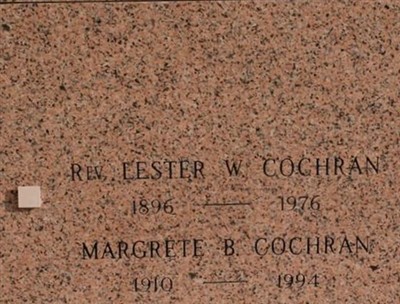 REV. LESTER W. COCHRAN
1896 — 1976
MARGRETE B. COCHRAN
1910 — 1994